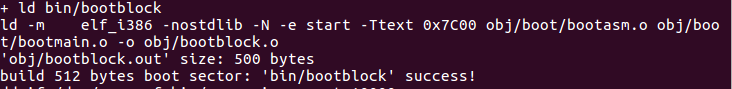 + ld bin/bootblock
ld -m    elf_i386 -nostdlib -N -e start -Ttext 0x7C00 obj/boot/bootasm.o obj/boo
t/bootmain.o -o obj/bootblock.o
'obj/bootblock.out' size: 500 bytes
build 512 bytes boot sector: 'bin/bootblock' success!